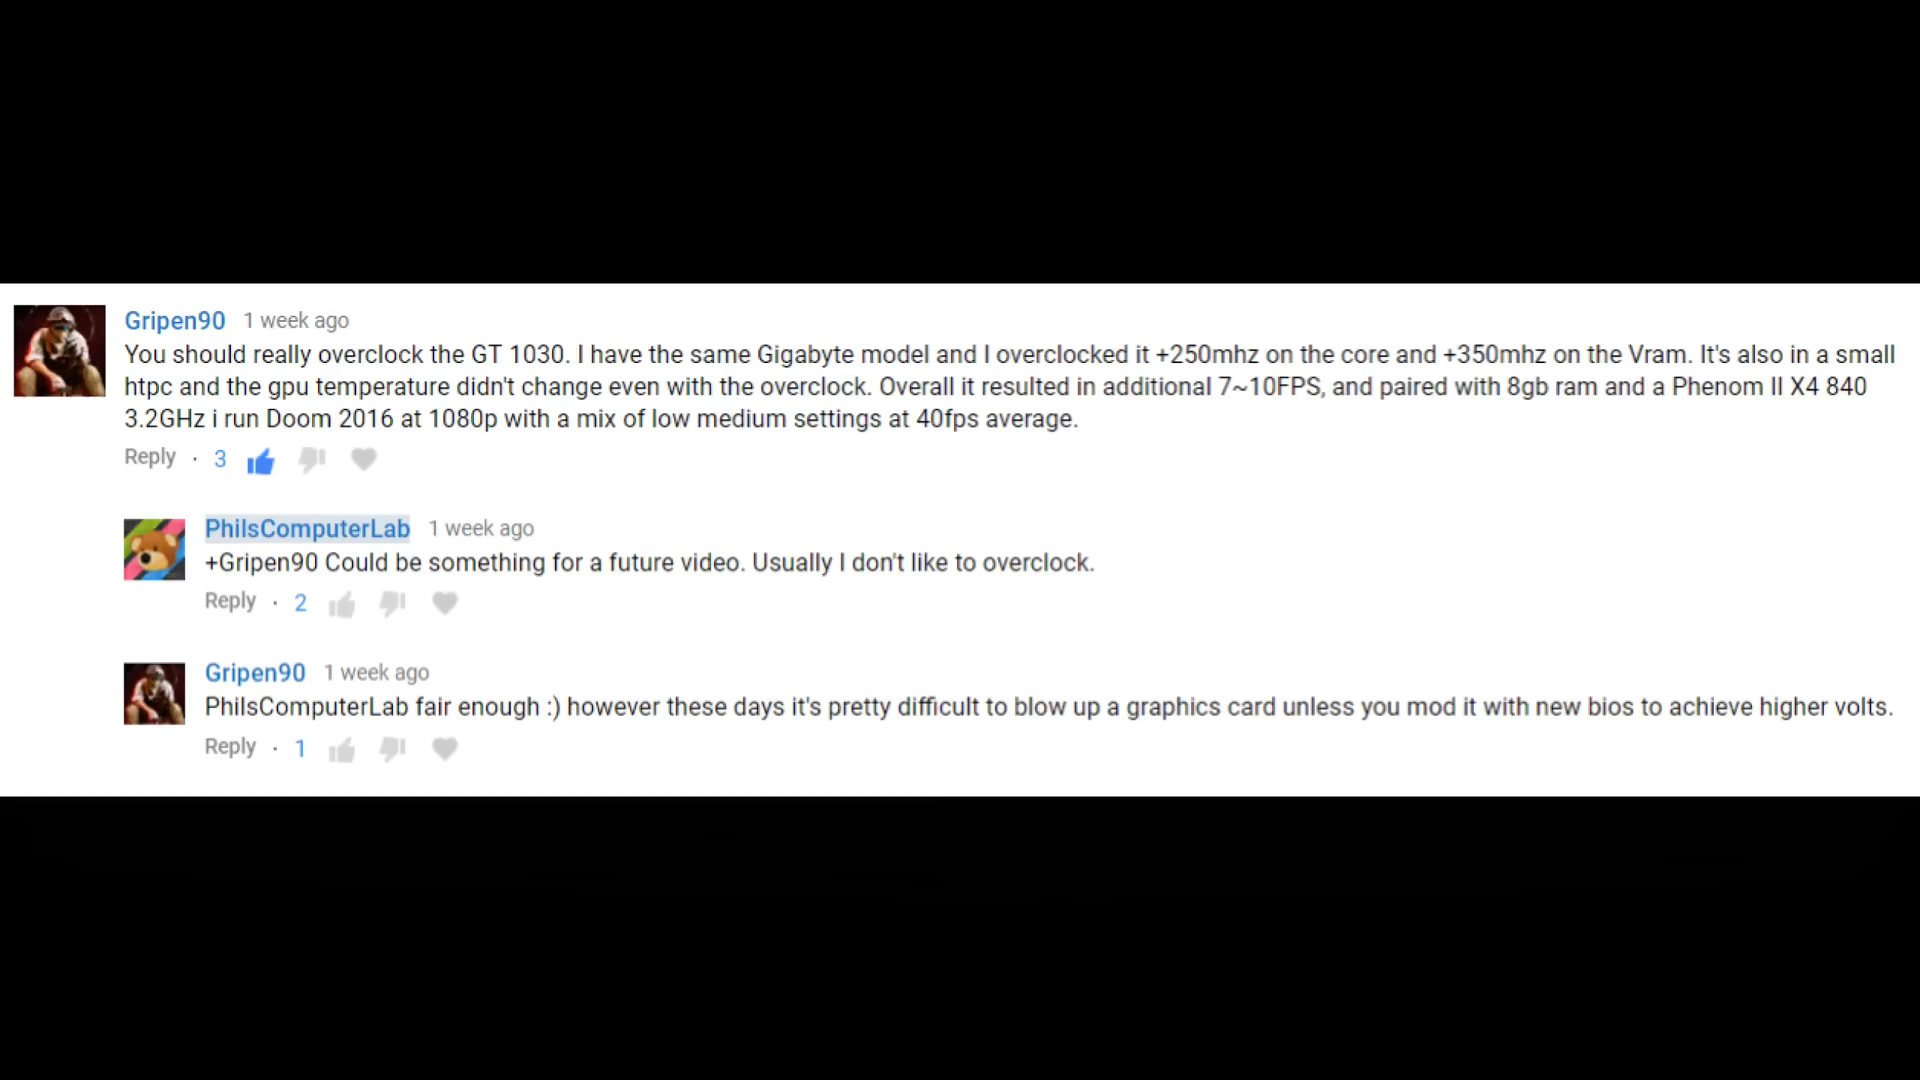 Gripen90 1 week ago
You should really overclock the GT 1030. I have the same Gigabyte model and I overclocked it +250mhz on the core and +350mhz on the Vram. It's also in a small
htpc and the gpu temperature didn't change even with the overclock. Overall it resulted in additional 7~10FPS, and paired with 8gb ram and a Phenom II X4 840
3.2GHz i run Doom 2016 at 1080p with a mix of low medium settings at 40fps average.
Reply · 3
PhilsComputerLab 1 week ago
+Gripen90 Could be something for a future video. Usually I don't like to overclock.
Reply · 2
Gripen90 1 week ago
PhilsComputerLab fair enough :) however these days it's pretty difficult to blow up a graphics card unless you mod it with new bios to achieve higher volts.
Reply · 1